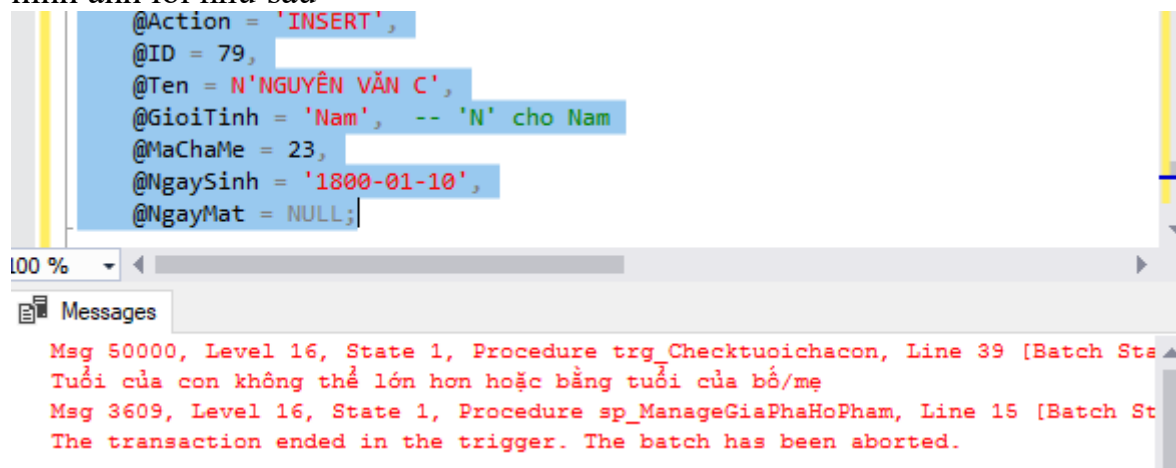 @Action = 'INSERT',
@ID = 79,
@Ten = N'NGUYÊN VĂN C',
@GioiTinh = 'Nam',  -- 'N' cho Nam
@MaChaMe = 23,
@NgaySinh = '1800-01-10',
@NgayMat = NULL;
100 %
Messages
Msg 50000, Level 16, State 1, Procedure trg_Checktuoichacon, Line 39 [Batch Sta
Tuổi của con không thể lớn hơn hoặc bằng tuổi của bố/mẹ
Msg 3609, Level 16, State 1, Procedure sp_ManageGiaPhaHoPham, Line 15 [Batch St
The transaction ended in the trigger. The batch has been aborted.